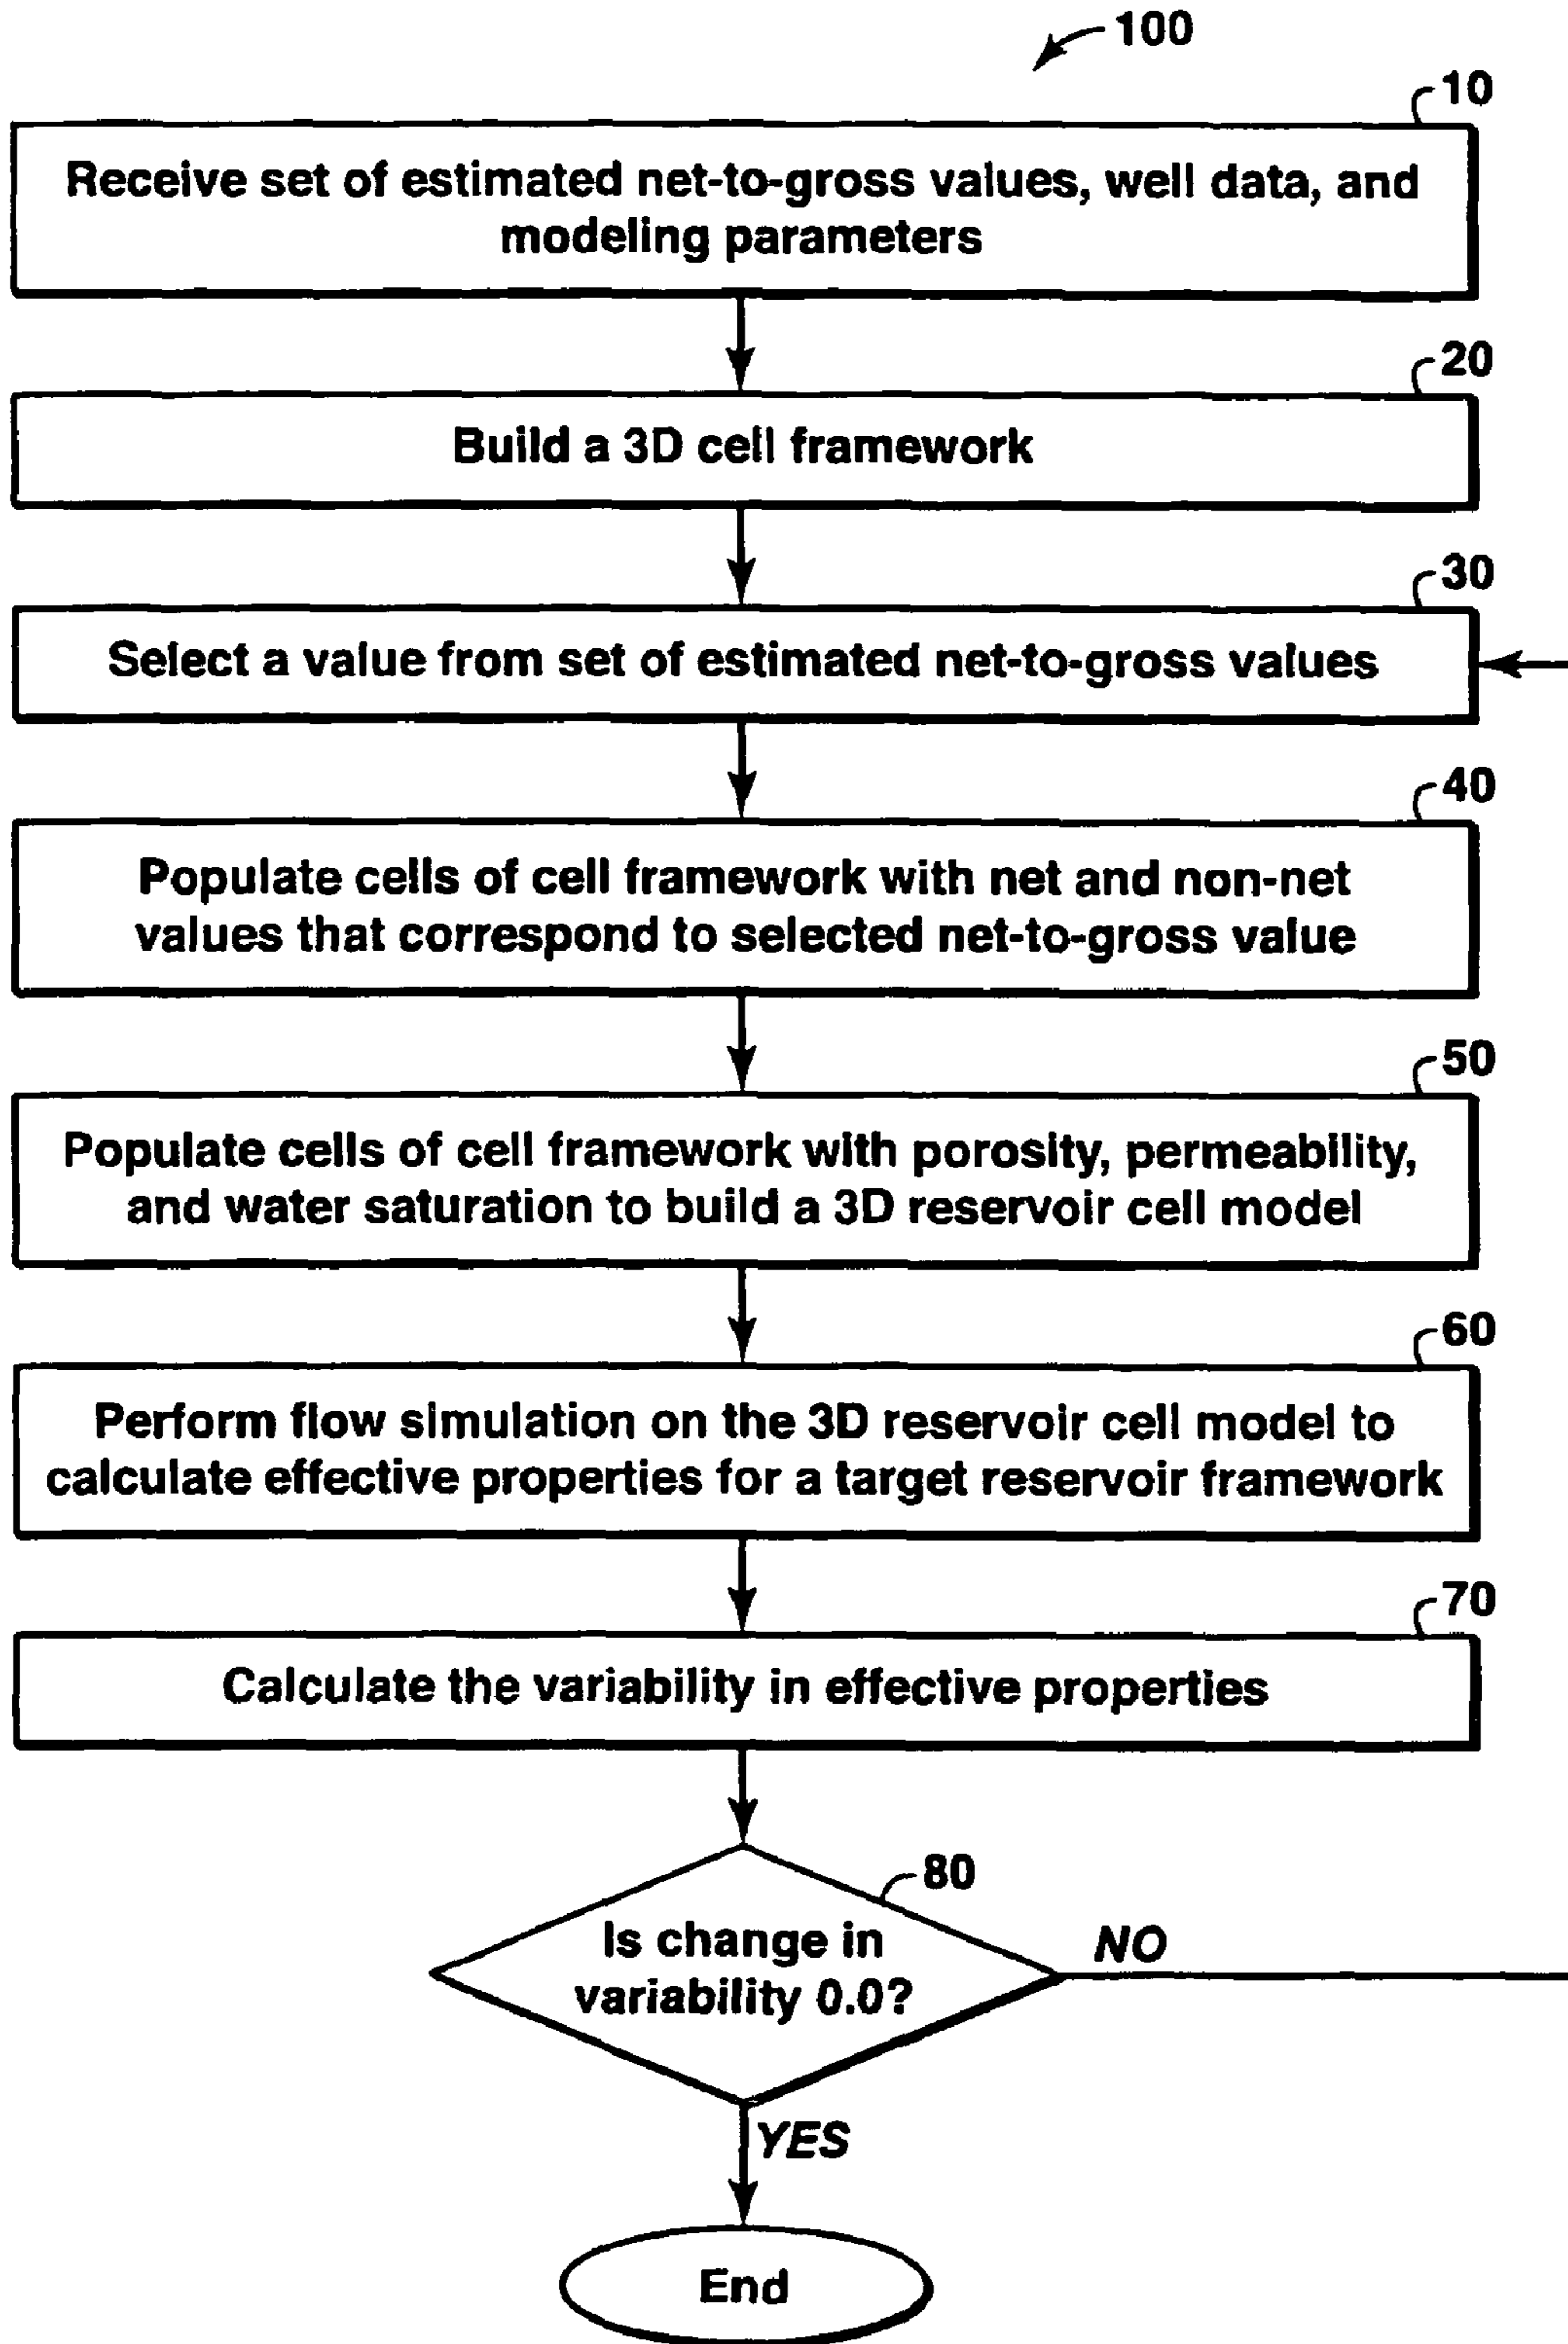 100
10
Receive set of estimated net-to-gross values, well data, and
modeling parameters
20
Build a 3D cell framework
30
Select a value from set of estimated net-to-gross values
40
Populate cells of cell framework with net and non-net
values that correspond to selected net-to-gross value
50
Populate cells of cell framework with porosity, permeability,
and water saturation to build a 3D reservoir cell model
60
Perform flow simulation on the 3D reservoir cell model to
calculate effective properties for a target reservoir framework
70
Calculate the variability in effective properties
80
Is change in
variability 0.0?
NO
YES
End